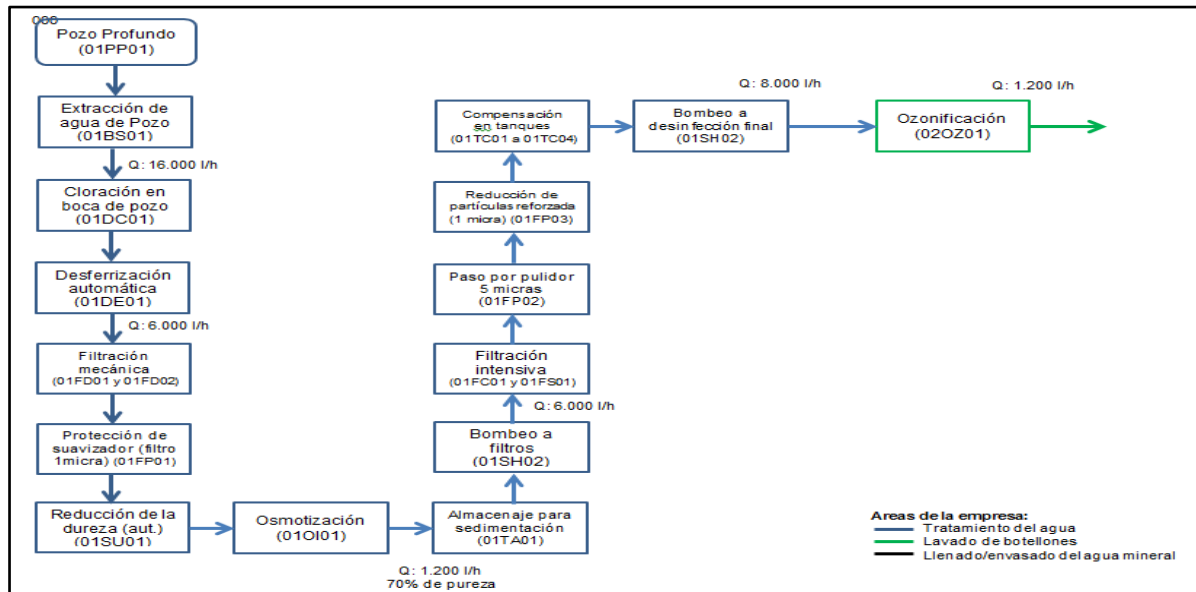 000
Pozo Profundo
(01PP01)
Extracción de
agua de Pozo
(01BS01)
Q: 16.000 l/h
Cloración en
boca de pozo
(01DC01)
Desferrización
automática
(01DE01)
Q: 6.000 l/h
Filtración
mecánica
(01FD01 y 01FD02)
Protección de
suavizador (filtro
1micra) (01FP01)
Reducción de la
dureza (aut.)
(01SU01)
Osmotización
(01OI01)
Q: 1.200 l/h
70% de pureza
Almacenaje para
sedimentación
(01TA01)
Bombeo a
filtros
(01SH02)
Q: 6.000 l/h
Filtración
intensiva
(01FC01 y 01FS01)
Paso por pulidor
5 micras
(01FP02)
Reducción de
partículas reforzada
(1 micra) (01FP03)
Compensación
en tanques
(01TC01 a 01TC04)
Bombeo a
desinfección final
(01SH02)
Q: 8.000 l/h
Ozonificación
(02OZ01)
Q: 1.200 l/h
Areas de la empresa:
Tratamiento del agua
Lavado de botellones
Llenado/envasado del agua mineral